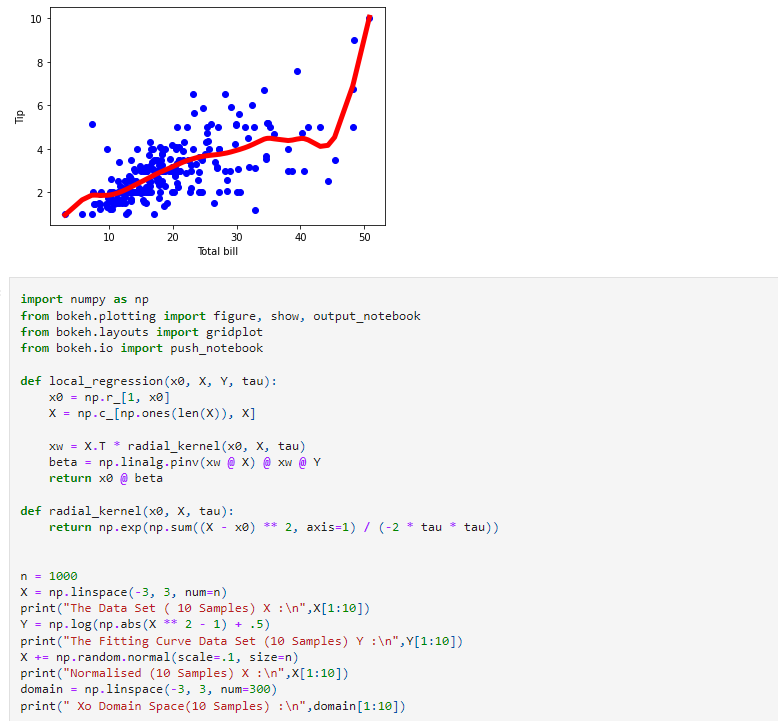 10
8
6
4
2
Tip
10 20 30 40 50
Total bill
import numpy as np
from bokeh.plotting import figure, show, output_notebook
from bokeh.layouts import gridplot
from bokeh.io import push_notebook
def local_regression(x0, X, Y, tau):
    x0 = np.r_[1, x0]
    X = np.c_[np.ones(len(X)), X]
    xw = X.T * radial_kernel(x0, X, tau)
    beta = np.linalg.pinv(xw @ X) @ xw @ Y
    return x0 @ beta
def radial_kernel(x0, X, tau):
    return np.exp(np.sum((X - x0) ** 2, axis=1) / (-2 * tau * tau))
n = 1000
X = np.linspace(-3, 3, num=n)
print("The Data Set ( 10 Samples) X :\n",X[1:10])
Y = np.log(np.abs(X ** 2 - 1) + .5)
print("The Fitting Curve Data Set (10 Samples) Y :\n",Y[1:10])
X += np.random.normal(scale=.1, size=n)
print("Normalised (10 Samples) X :\n",X[1:10])
domain = np.linspace(-3, 3, num=300)
print(" Xo Domain Space(10 Samples) :\n",domain[1:10])